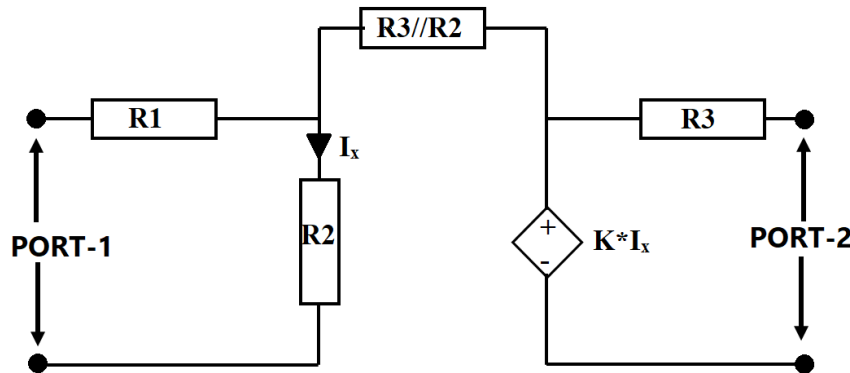 R3//R2
R1
R3
Iₓ
R2
PORT-1
+
-
K*Iₓ
PORT-2